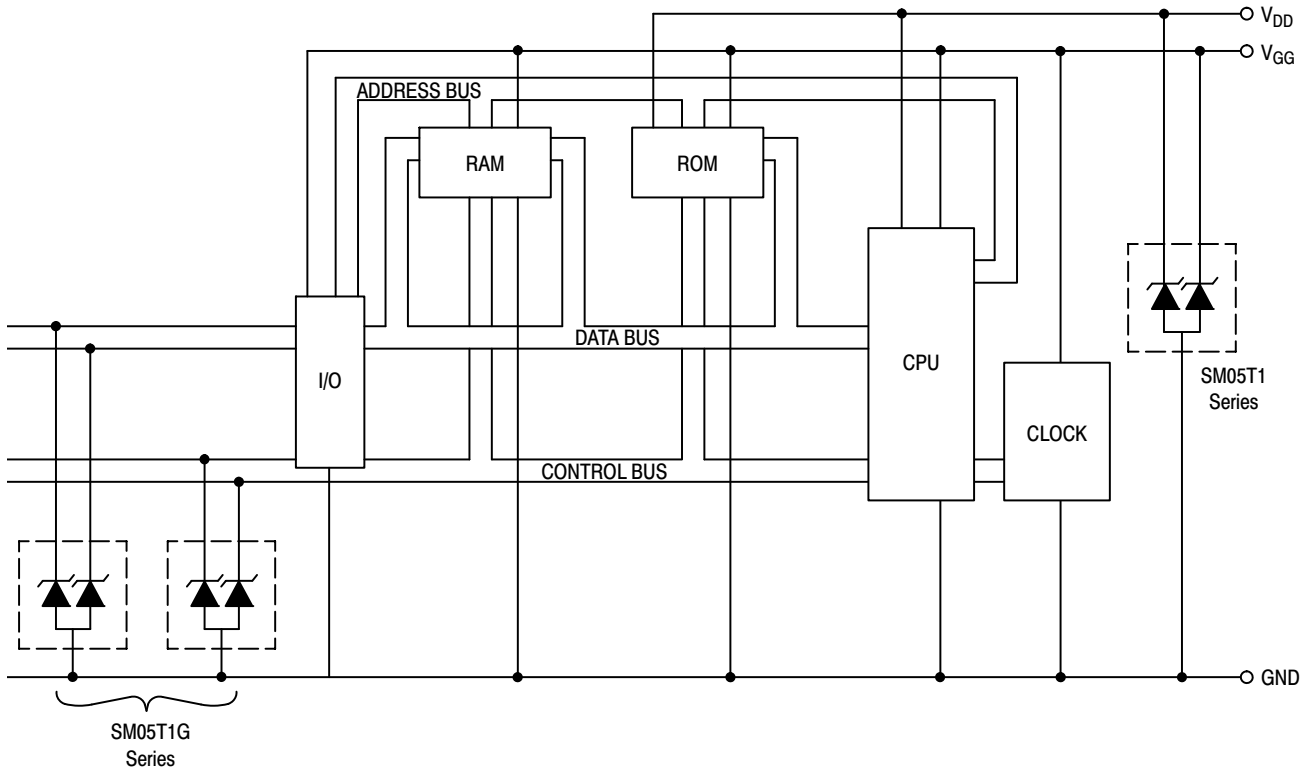 V_DD
V_GG
ADDRESS BUS
RAM
ROM
DATA BUS
I/O
CPU
SM05T1
Series
CLOCK
CONTROL BUS
GND
SM05T1G
Series